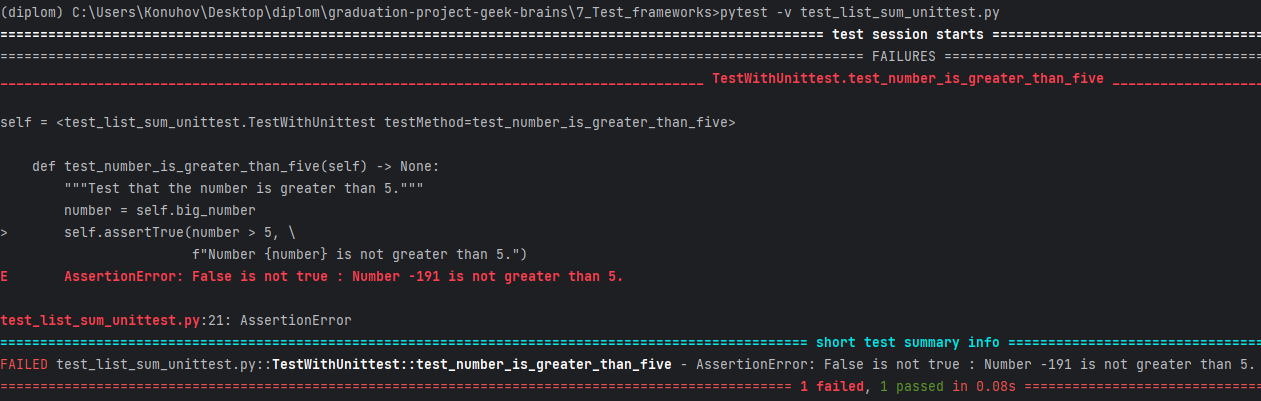 (diplom) C:\Users\Konuhov\Desktop\diplom\graduation-project-geek-brains\7_Test_frameworks>pytest -v test_list_sum_unittest.py
======================================================================================================= test session starts ==================================
============================================================================================================ FAILURES ========================================
________________________________________________________________________________________ TestWithUnittest.test_number_is_greater_than_five ___________________
self = <test_list_sum_unittest.TestWithUnittest testMethod=test_number_is_greater_than_five>
    def test_number_is_greater_than_five(self) -> None:
        """Test that the number is greater than 5."""
        number = self.big_number
>       self.assertTrue(number > 5, \
                        f"Number {number} is not greater than 5.")
E       AssertionError: False is not true : Number -191 is not greater than 5.
test_list_sum_unittest.py:21: AssertionError
===================================================================================================== short test summary info ================================
FAILED test_list_sum_unittest.py::TestWithUnittest::test_number_is_greater_than_five - AssertionError: False is not true : Number -191 is not greater than 5.
=================================================================================================== 1 failed, 1 passed in 0.08s ==============================